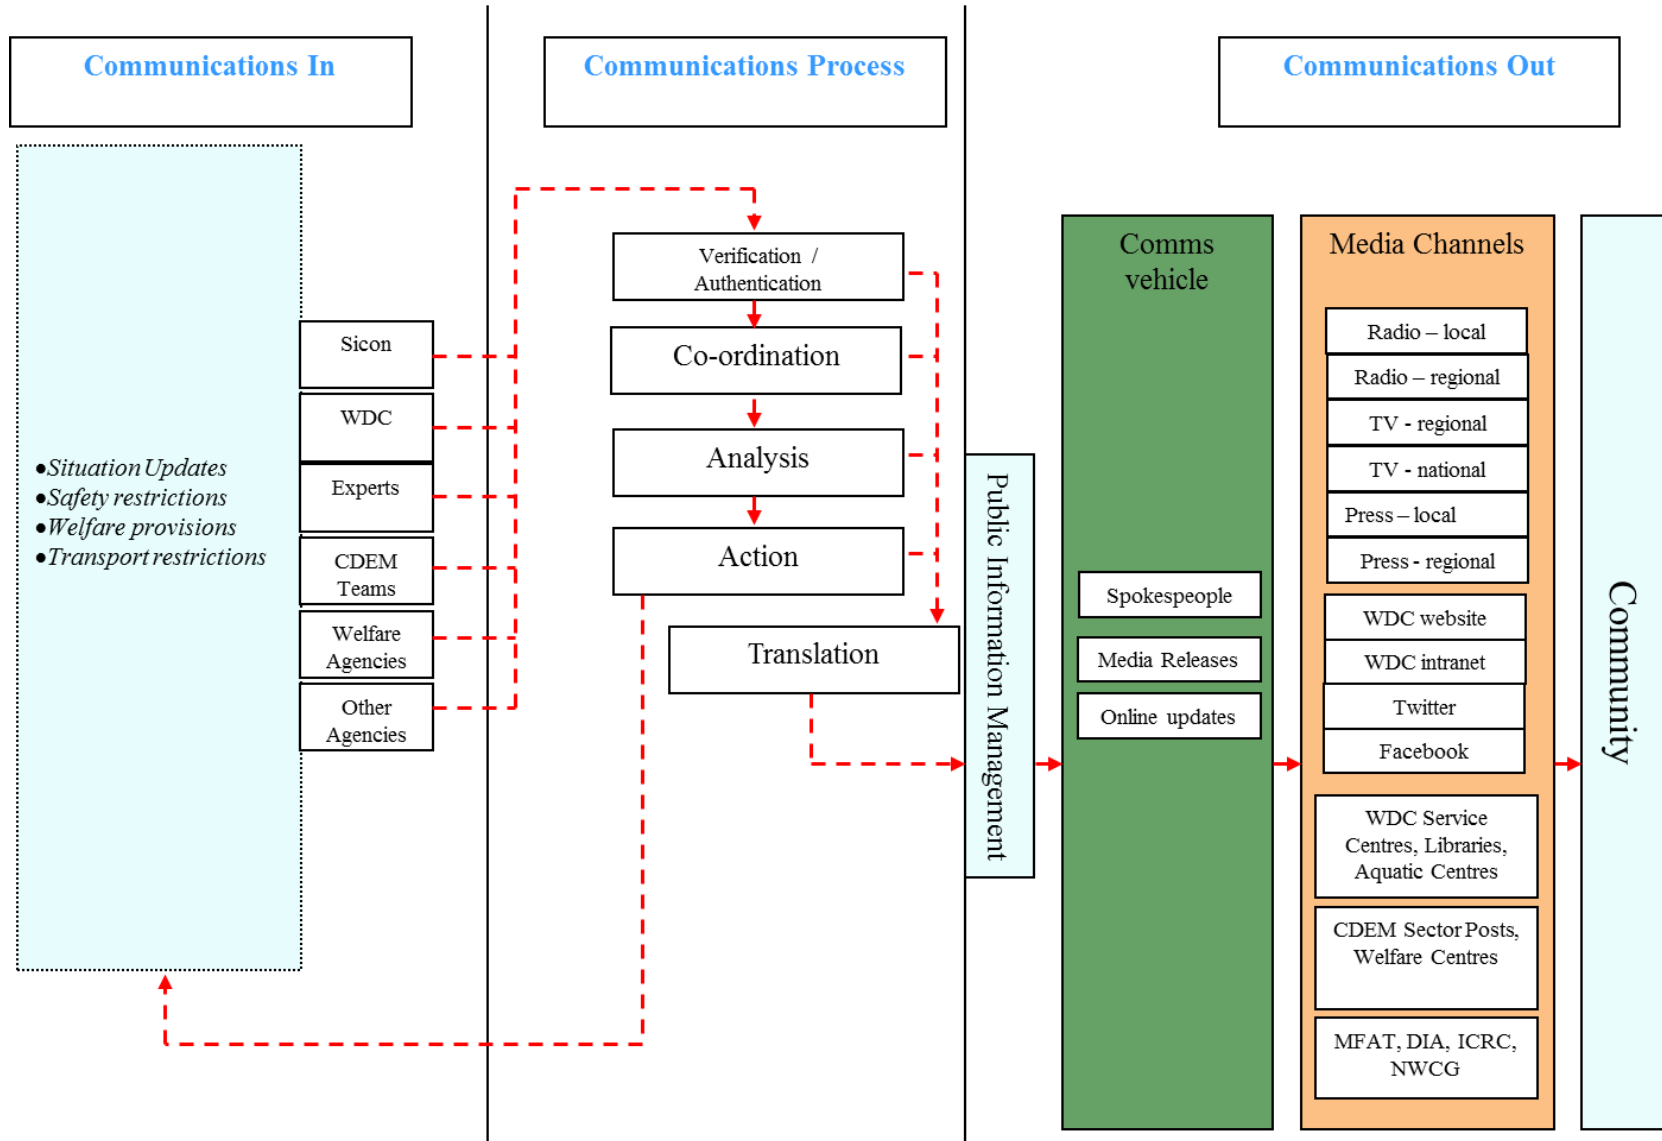 Communications In
Communications Process
Communications Out
●Situation Updates
●Safety restrictions
●Welfare provisions
●Transport restrictions
Sicon
WDC
Experts
CDEM
Teams
Welfare
Agencies
Other
Agencies
Verification /
Authentication
Co-ordination
Analysis
Action
Translation
Public Information Management
Comms
vehicle
Spokespeople
Media Releases
Online updates
Media Channels
Radio – local
Radio – regional
TV - regional
TV - national
Press – local
Press - regional
WDC website
WDC intranet
Twitter
Facebook
WDC Service
Centres, Libraries,
Aquatic Centres
CDEM Sector Posts,
Welfare Centres
MFAT, DIA, ICRC,
NWCG
Community